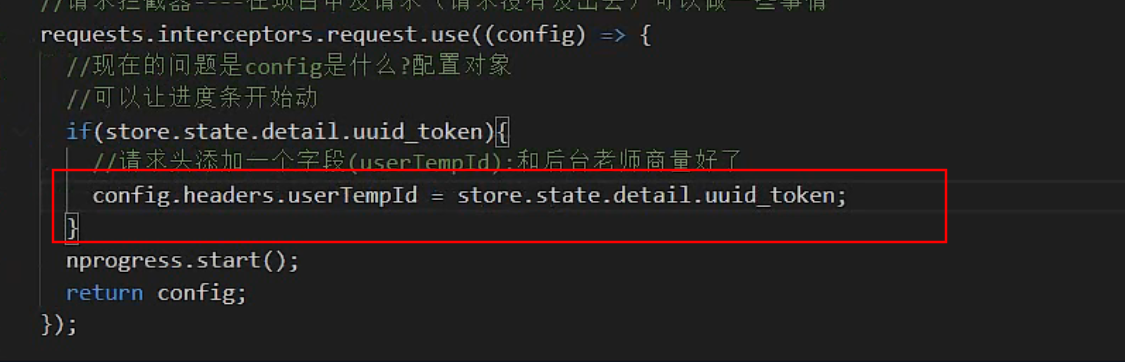 //请求拦截器----在项目中发请求（请求没有发出去）可以做一些事情
requests.interceptors.request.use((config) => {
//现在的问题是config是什么?配置对象
//可以让进度条开始动
if(store.state.detail.uuid_token){
//请求头添加一个字段(userTempId):和后台老师商量好了
config.headers.userTempId = store.state.detail.uuid_token;
}
nprogress.start();
return config;
});